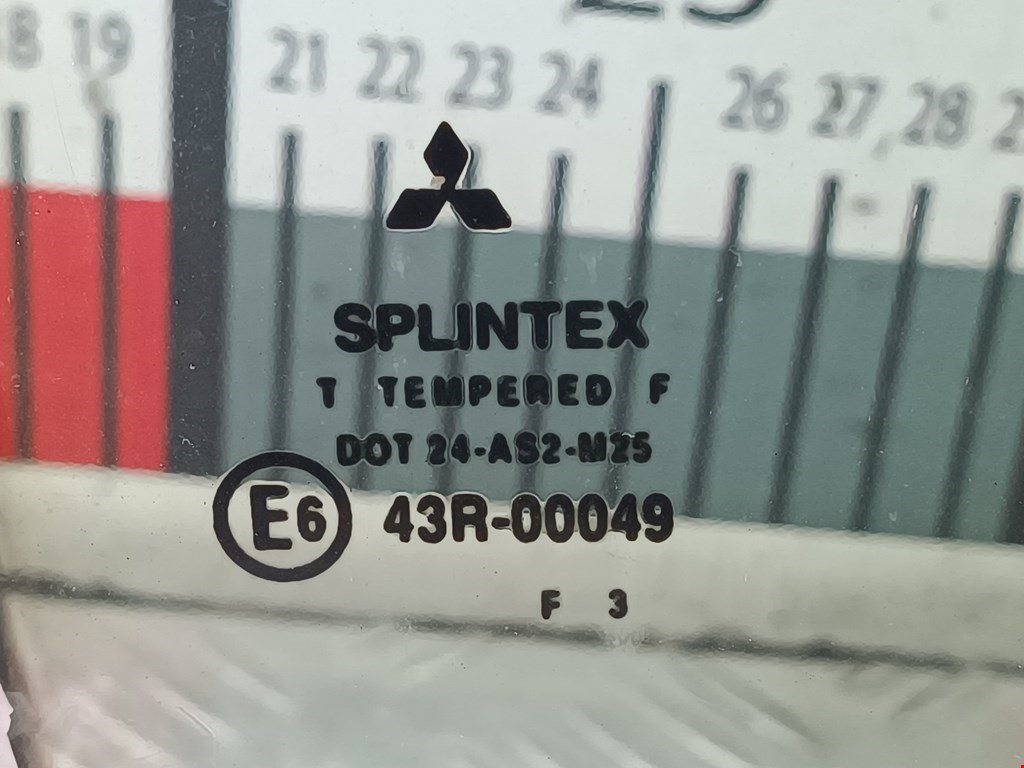 19 21 22 23 24 26 27 28
SPLINTEX
T TEMPERED F
DOT 24-AS2-M25
E6 43R-00049
F 3